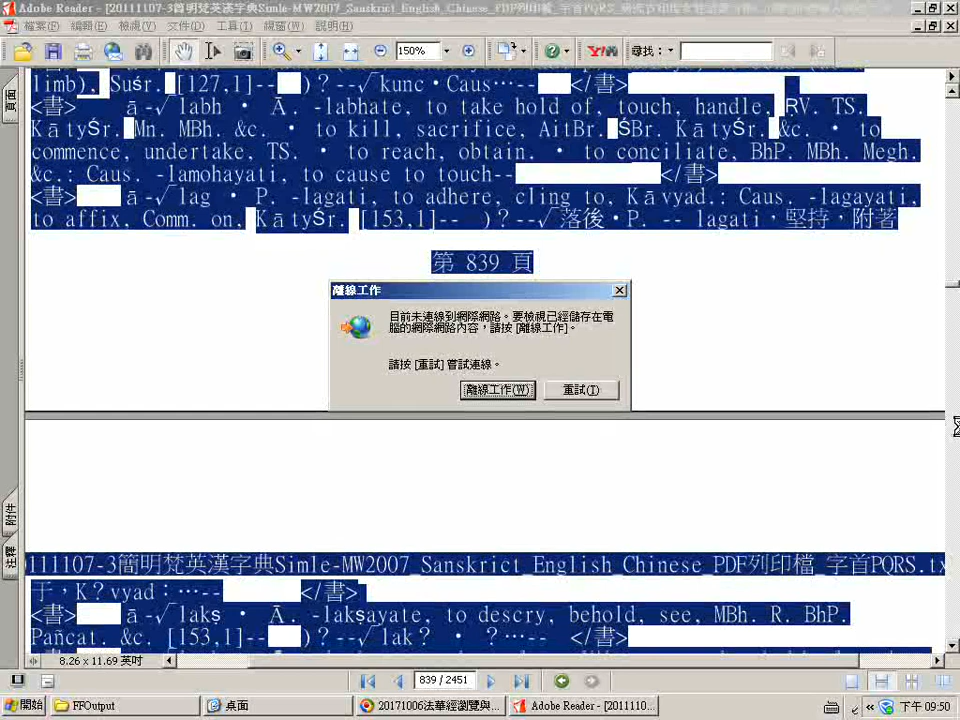 Adobe Reader - [20111107-3簡明梵英漢字典Simle-MW2007_Sanskrit_English_Chinese_PDF列印檔_字首PQRS
檔案(F) 編輯(E) 檢視(V) 文件(D) 工具(T) 視窗(W) 說明(H)
150% 尋找:
頁面
limb), Suśr. [127,1]-- )？--√kunc・Caus…-- </書>
<書> ā-√labh ・ Ā. -labhate, to take hold of, touch, handle, RV. TS.
KātyŚr. Mn. MBh. &c. ・ to kill, sacrifice, AitBr. ŚBr. KātyŚr. &c. ・ to
commence, undertake, TS. ・ to reach, obtain. ・ to conciliate, BhP. MBh. Megh.
&c.: Caus. -lamohayati, to cause to touch-- </書>
<書> ā-√lag ・ P. -lagati, to adhere, cling to, Kāvyad.: Caus. -lagayati,
to affix, Comm. on, KātyŚr. [153,1]-- )？--√落後・P. -- lagati，堅持，附著
第 839 頁
離線工作
目前未連線到網際網路。要檢視已經儲存在電
腦的網際網路內容，請按 [離線工作]。
請按 [重試] 嘗試連線。
離線工作(W) 重試(I)
附件
注釋
111107-3簡明梵英漢字典Simle-MW2007_Sanskrit_English_Chinese_PDF列印檔_字首PQRS.tx
于，K？vyad：…-- </書>
<書> ā-√lakṣ ・ Ā. -lakṣayate, to descry, behold, see, MBh. R. BhP.
Pañcat. &c. [153,1]-- )？--√lak？ ・ ？…-- </書>
8.26 x 11.69 英吋
839 / 2451
開始 FFOutput 桌面 20171006法華經瀏覽與... Adobe Reader - [2011110... 下午 09:50